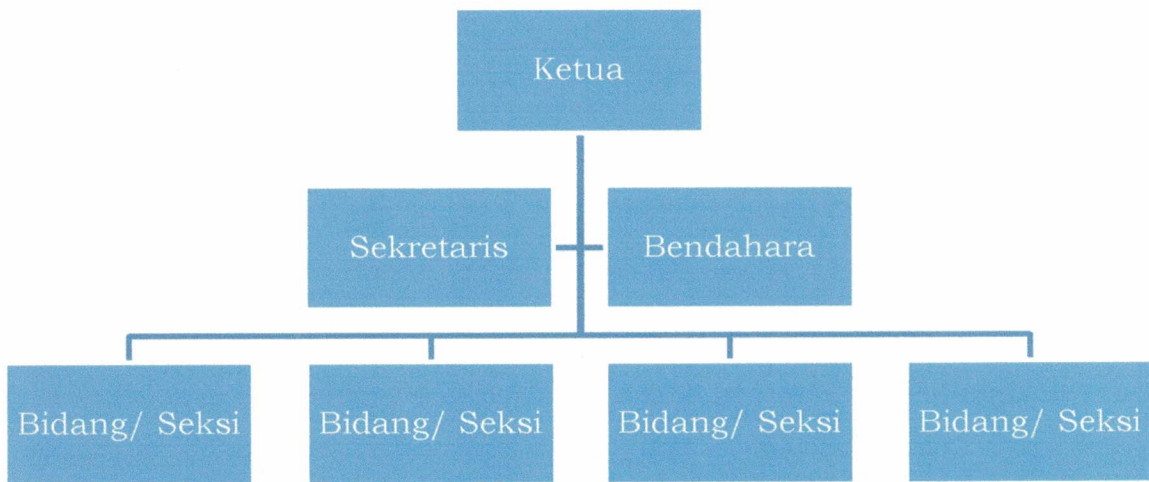 Ketua
Sekretaris
Bendahara
Bidang/ Seksi
Bidang/ Seksi
Bidang/ Seksi
Bidang/ Seksi